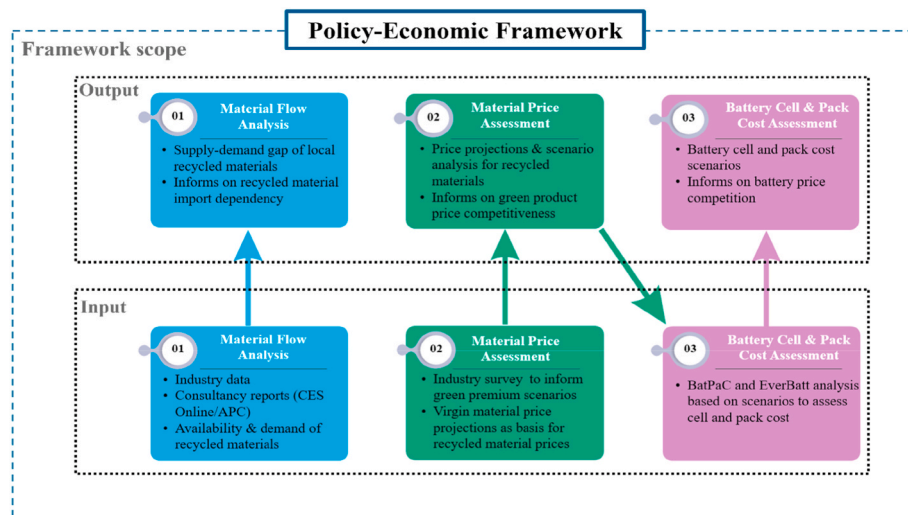 Policy-Economic Framework
Framework scope
Output
01
Material Flow
Analysis
• Supply-demand gap of local
recycled materials
• Informs on recycled material
import dependency
02
Material Price
Assessment
• Price projections & scenario
analysis for recycled
materials
• Informs on green product
price competitiveness
03
Battery Cell & Pack
Cost Assessment
• Battery cell and pack cost
scenarios
• Informs on battery price
competition
Input
01
Material Flow
Analysis
• Industry data
• Consultancy reports (CES
Online/APC)
• Availability & demand of
recycled materials
02
Material Price
Assessment
• Industry survey to inform
green premium scenarios
• Virgin material price
projections as basis for
recycled material prices
03
Battery Cell & Pack
Cost Assessment
• BatPaC and EverBatt analysis
based on scenarios to assess
cell and pack cost